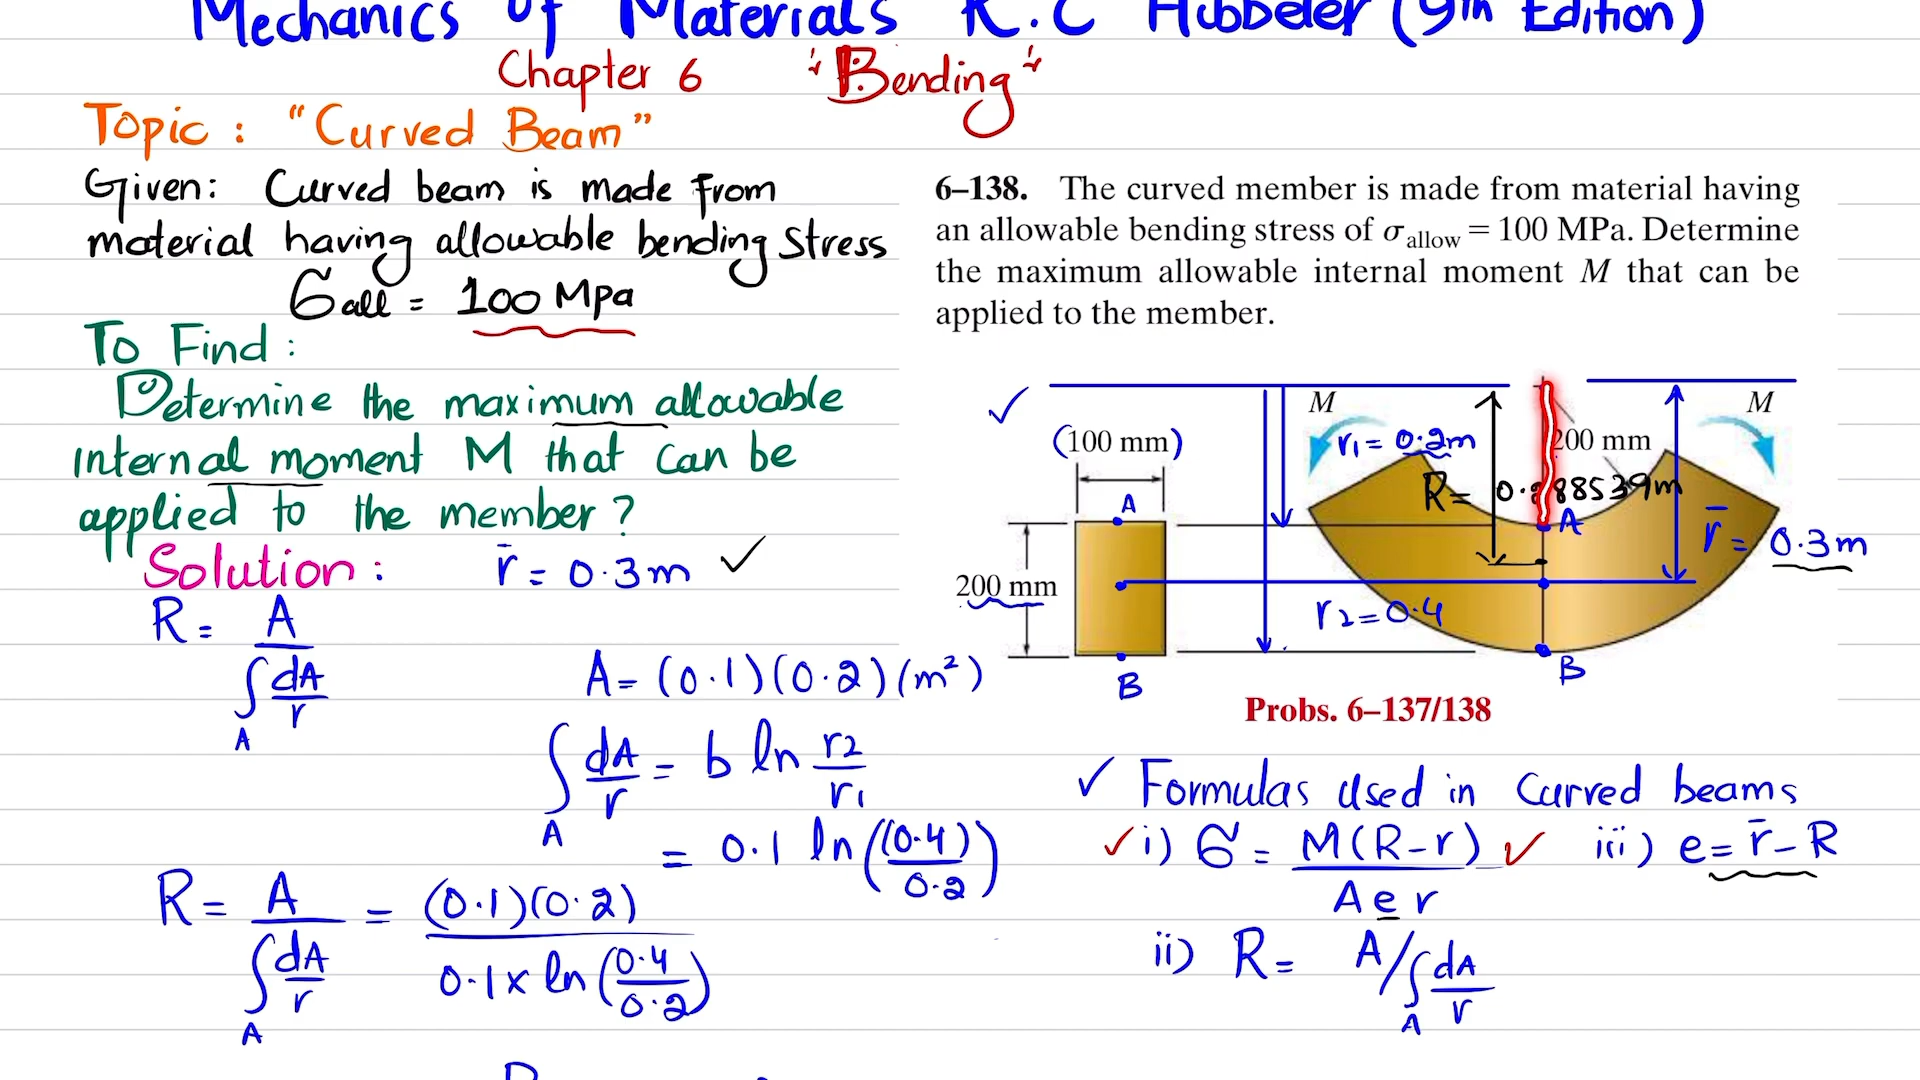 Mechanics of Materials R.C Hubbeler (9th Edition)
Chapter 6 "Bending"
Topic : "Curved Beam"
Given: Curved beam is made from
material having allowable bending Stress
σall = 100 Mpa
To Find :
Determine the maximum allowable
internal moment M that can be
applied to the member ?
Solution : r̄ = 0.3m ✓
R = A / ∫A dA/r
A = (0.1)(0.2)(m²)
∫A dA/r = b ln r2/r1
= 0.1 ln((0.4)/0.2)
R = A / ∫A dA/r = (0.1)(0.2) / 0.1 x ln(0.4/0.2)
6–138. The curved member is made from material having
an allowable bending stress of σallow = 100 MPa. Determine
the maximum allowable internal moment M that can be
applied to the member.
✓
M
M
(100 mm)
r1 = 0.2m
200 mm
R = 0.288539m
A
A
r̄ = 0.3m
200 mm
r2 = 0.4
B
B
Probs. 6–137/138
✓ Formulas Used in Curved beams
✓ i) σ = M(R-r) / A e r ✓ iii) e = r̄ - R
ii) R = A / ∫A dA/r